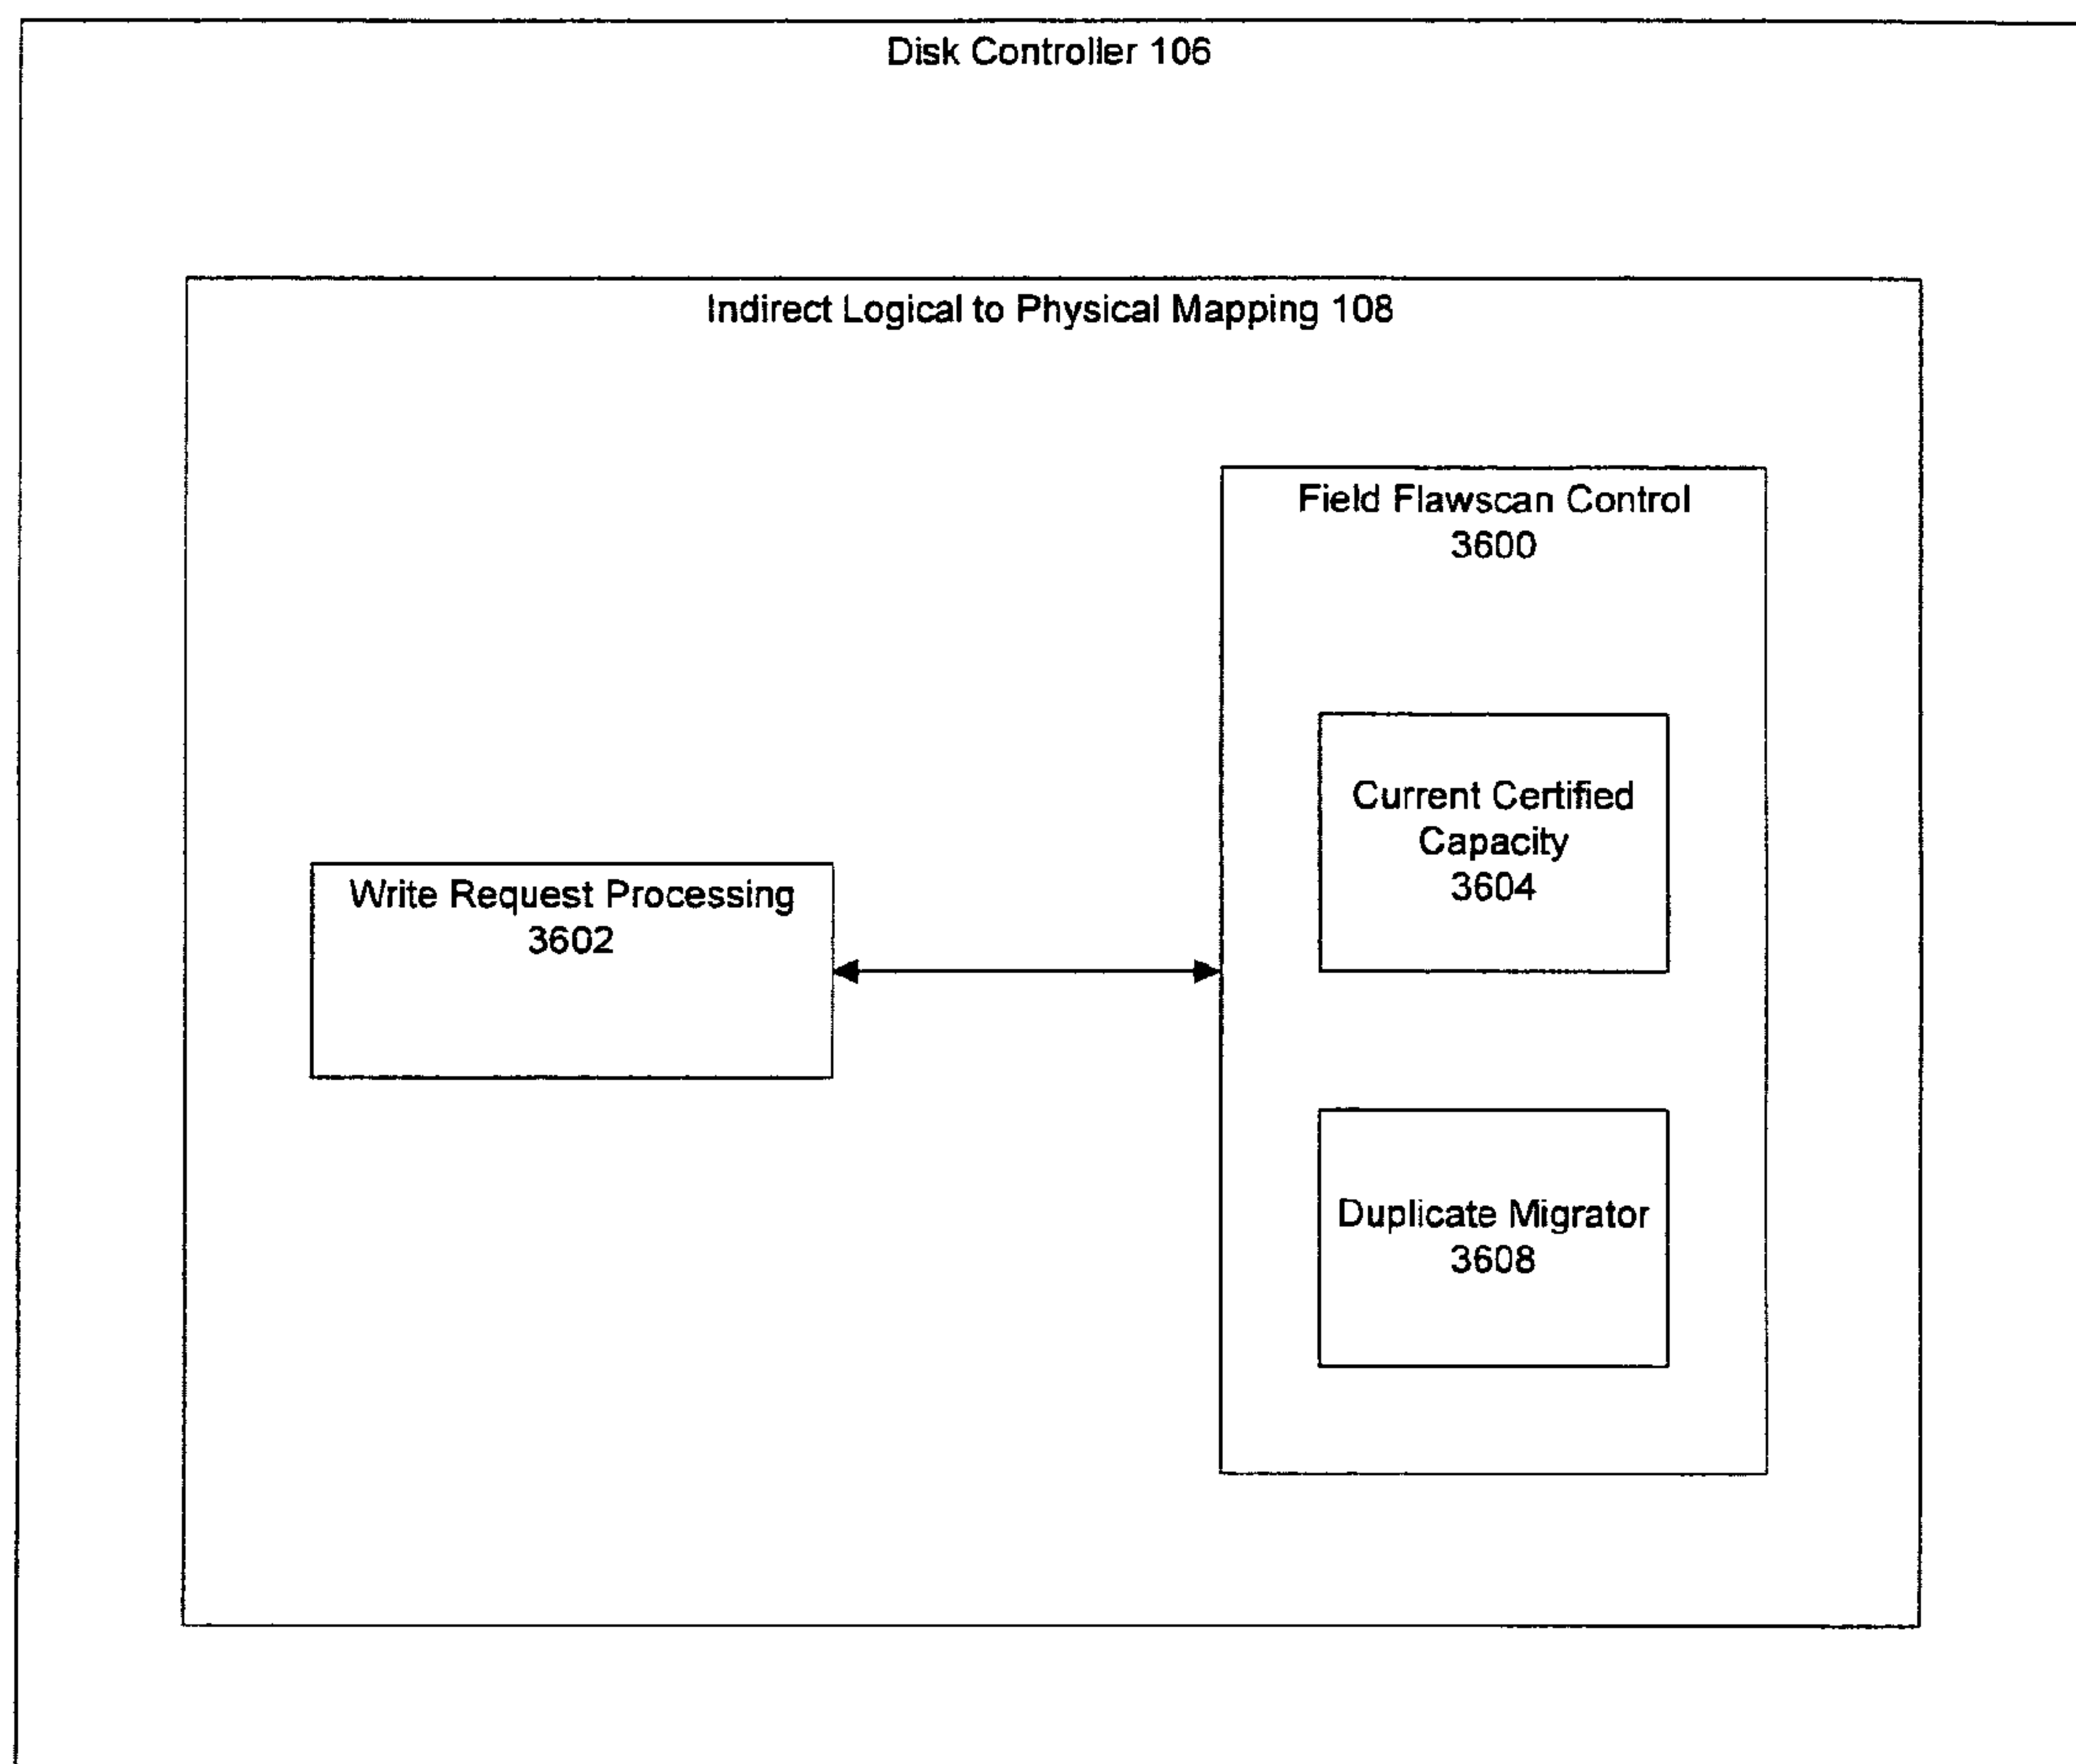 Disk Controller 106
Indirect Logical to Physical Mapping 108
Field Flawscan Control
3600
Current Certified
Capacity
3604
Write Request Processing
3602
Duplicate Migrator
3608